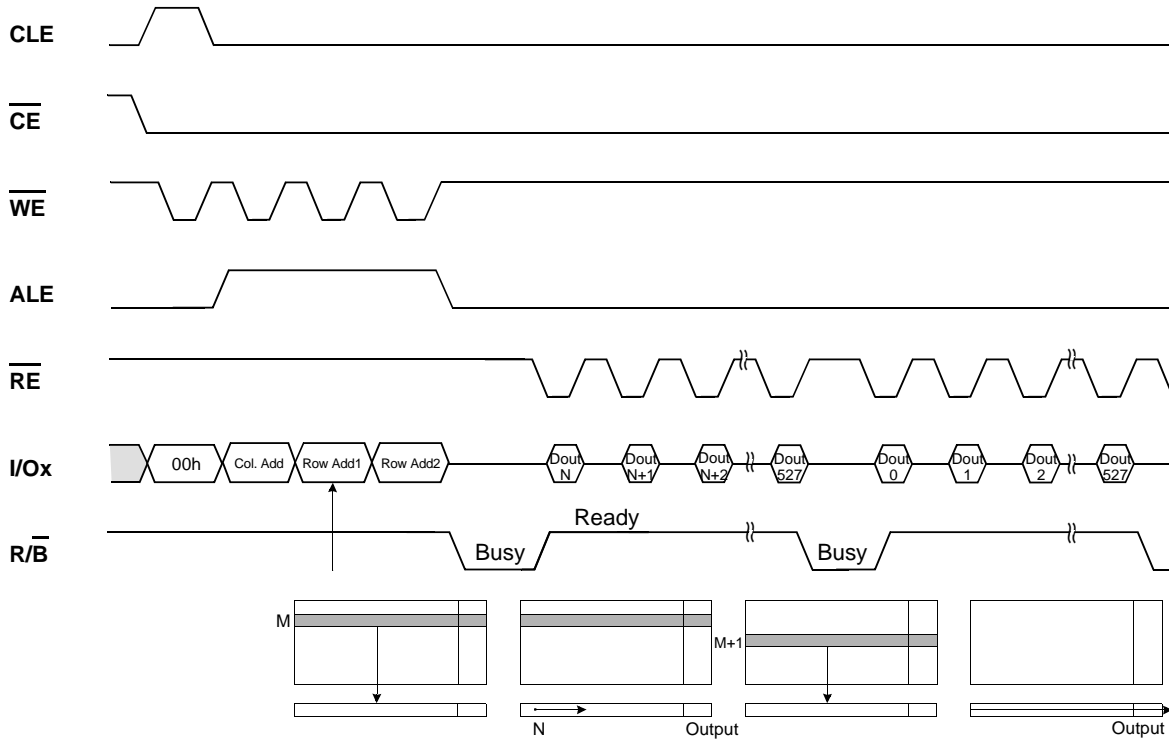 CLE
CE
WE
ALE
RE
I/Ox
00h
Col. Add
Row Add1
Row Add2
Dout
N
Dout
N+1
Dout
N+2
Dout
527
Dout
0
Dout
1
Dout
2
Dout
527
R/B
Busy
Ready
Busy
M
M+1
N
Output
Output